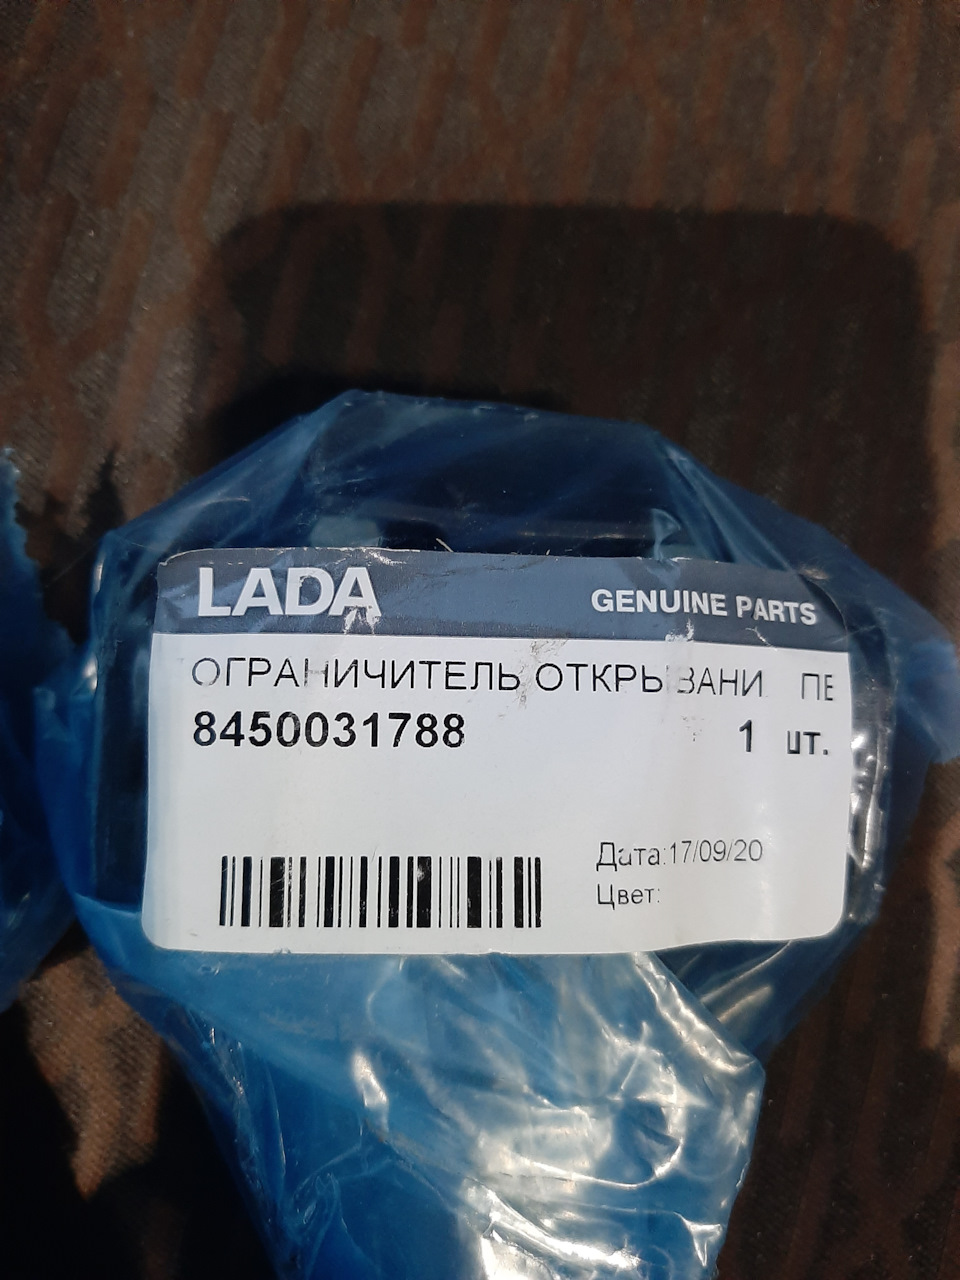 LADA GENUINE PARTS
ОГРАНИЧИТЕЛЬ ОТКРЫВАНИ ПЕ
8450031788 1 шт.
Дата:17/09/20
Цвет: